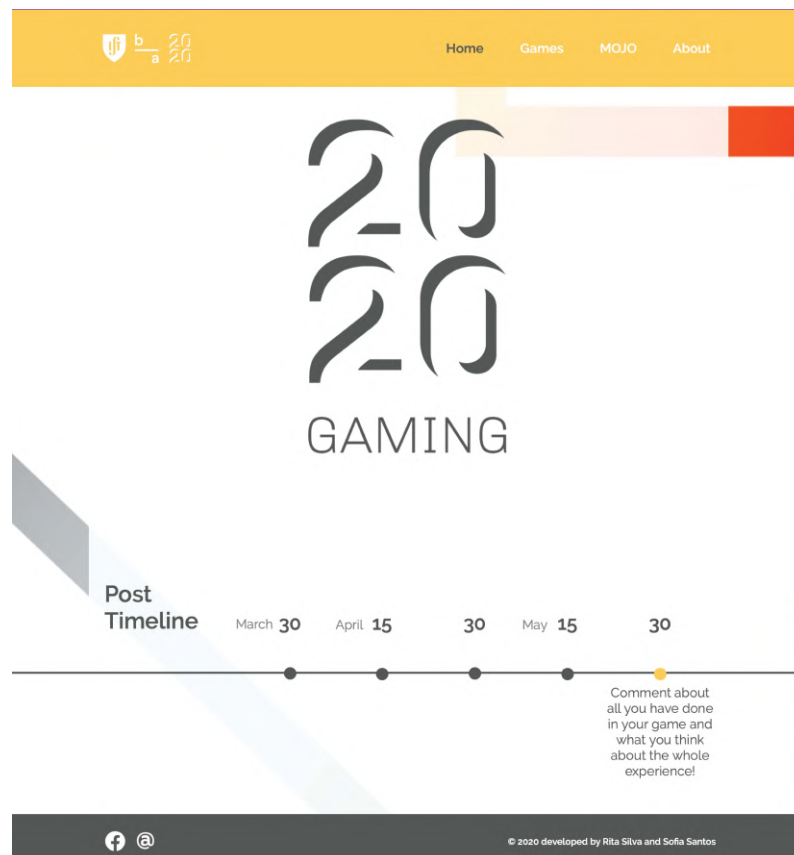 b
a
20
20
Home Games MOJO About
20
20
GAMING
Post
Timeline
March 30 April 15 30 May 15 30
Comment about
all you have done
in your game and
what you think
about the whole
experience!
@
© 2020 developed by Rita Silva and Sofia Santos